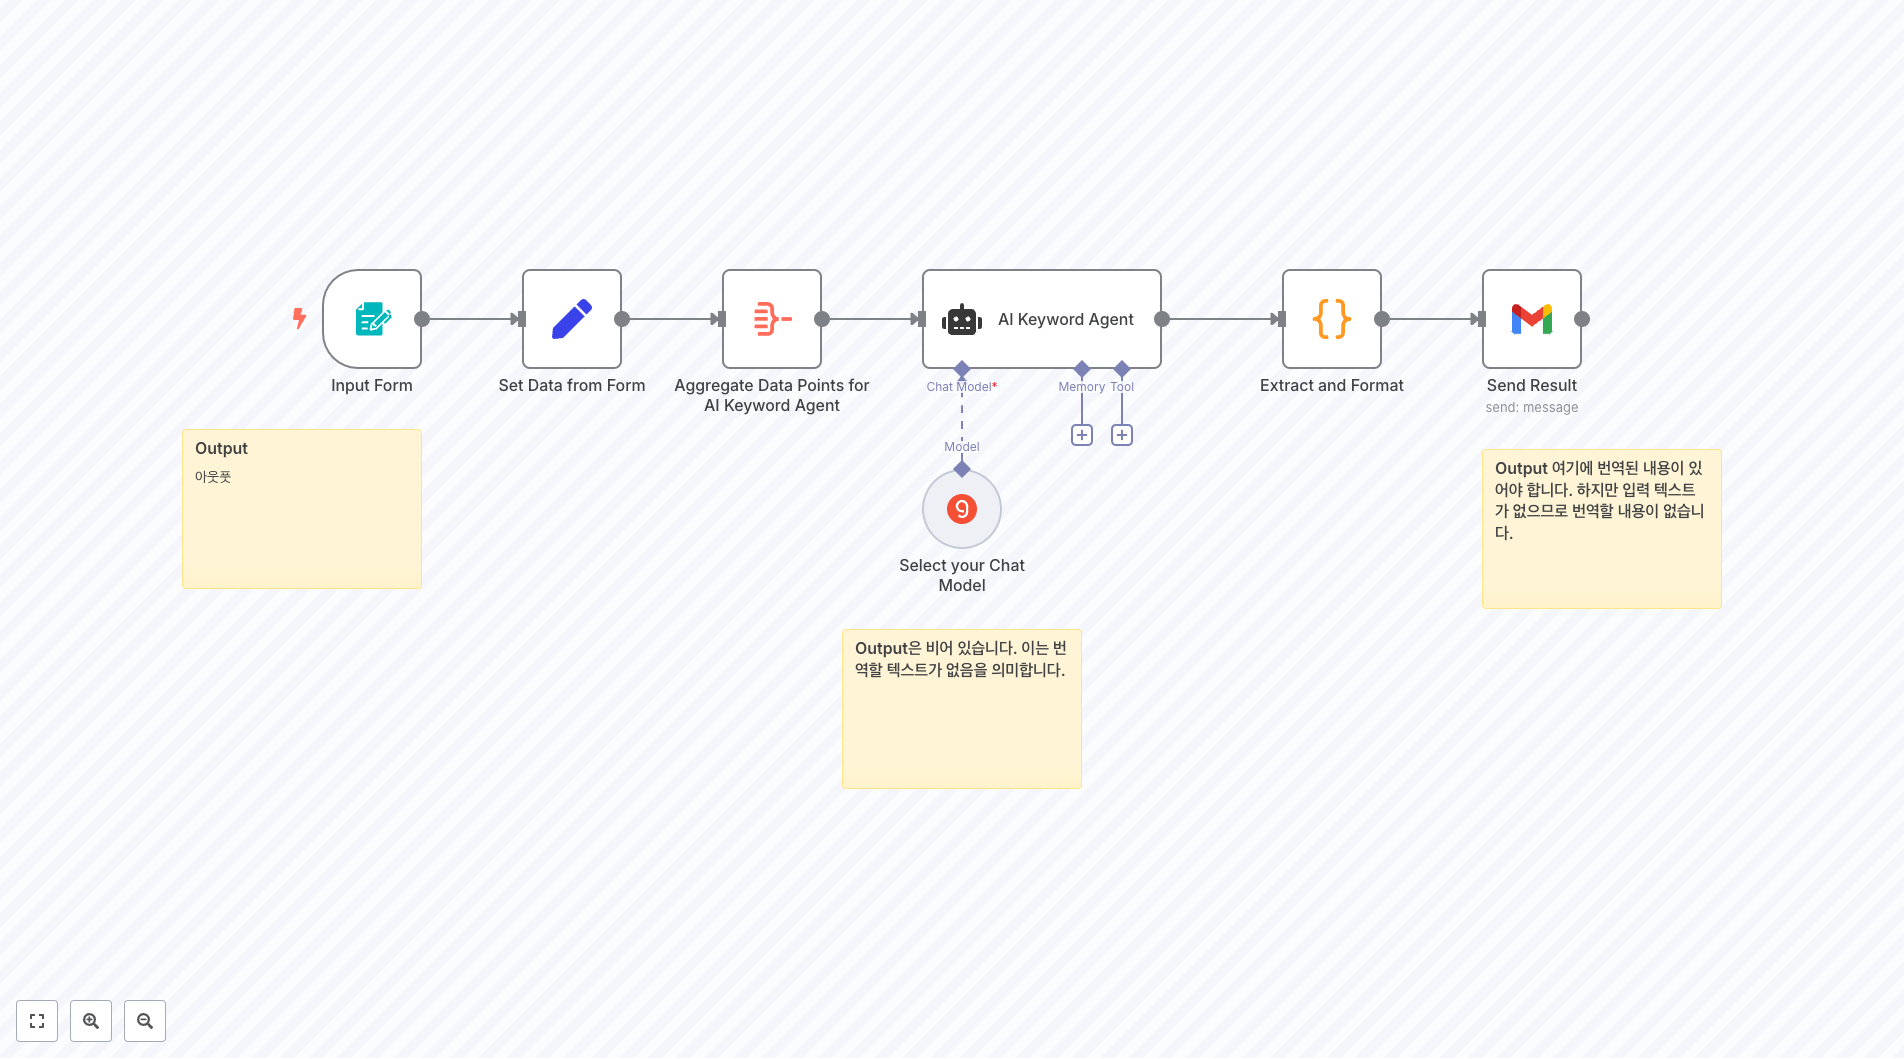 AI Keyword Agent
Input Form
Set Data from Form
Aggregate Data Points for
AI Keyword Agent
Chat Model*
Memory
Tool
Extract and Format
Send Result
send: message
Model
Select your Chat
Model
Output
아웃풋
Output 여기에 번역된 내용이 있
어야 합니다. 하지만 입력 텍스트
가 없으므로 번역할 내용이 없습니
다.
Output은 비어 있습니다. 이는 번
역할 텍스트가 없음을 의미합니다.